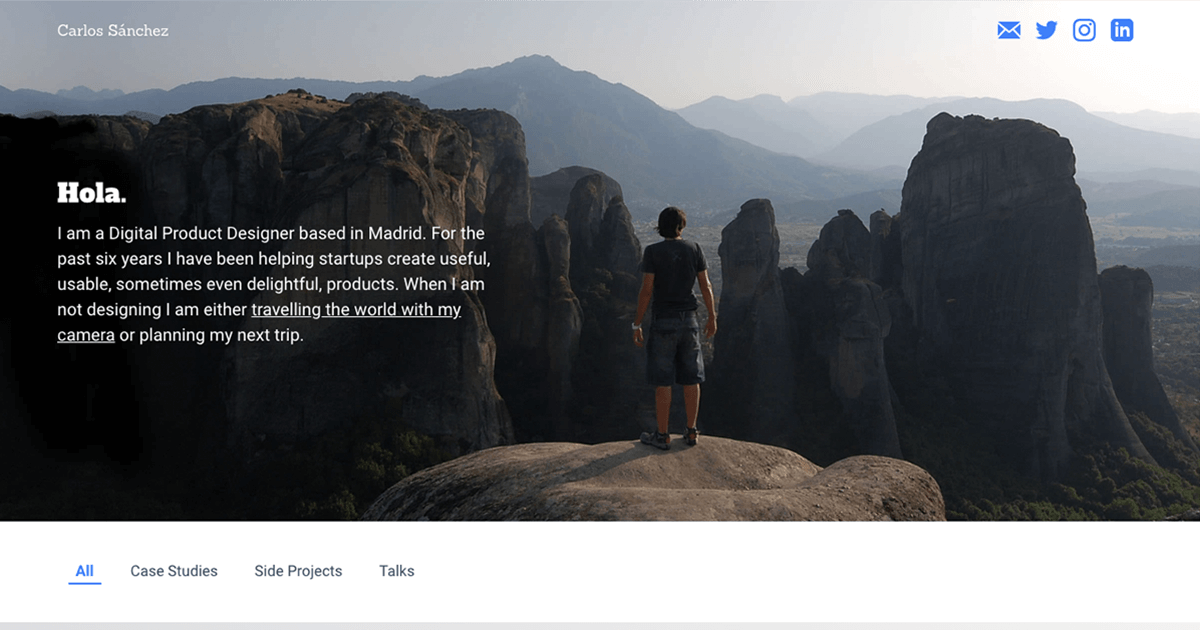 Carlos Sánchez
Hola.
I am a Digital Product Designer based in Madrid. For the
past six years I have been helping startups create useful,
usable, sometimes even delightful, products. When I am
not designing I am either travelling the world with my
camera or planning my next trip.
All Case Studies Side Projects Talks